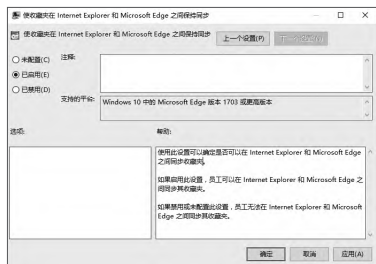 使收藏夹在 Internet Explorer 和 Microsoft Edge 之间保持同步
使收藏夹在 Internet Explorer 和 Microsoft Edge 之间保持同步
上一个设置(P)
下一个设置(N)
未配置(C)
注释:
已启用(E)
已禁用(D)
支持的平台:
Windows 10 中的 Microsoft Edge 版本 1703 或更高版本
选项:
帮助:
使用此设置可以确定是否可以在 Internet Explorer 和 Microsoft Edge
之间同步收藏夹。
如果启用此设置，员工可以在 Internet Explorer 和 Microsoft Edge 之
间同步其收藏夹。
如果禁用或未配置此设置，员工无法在 Internet Explorer 和 Microsoft
Edge 之间同步其收藏夹。
确定
取消
应用(A)